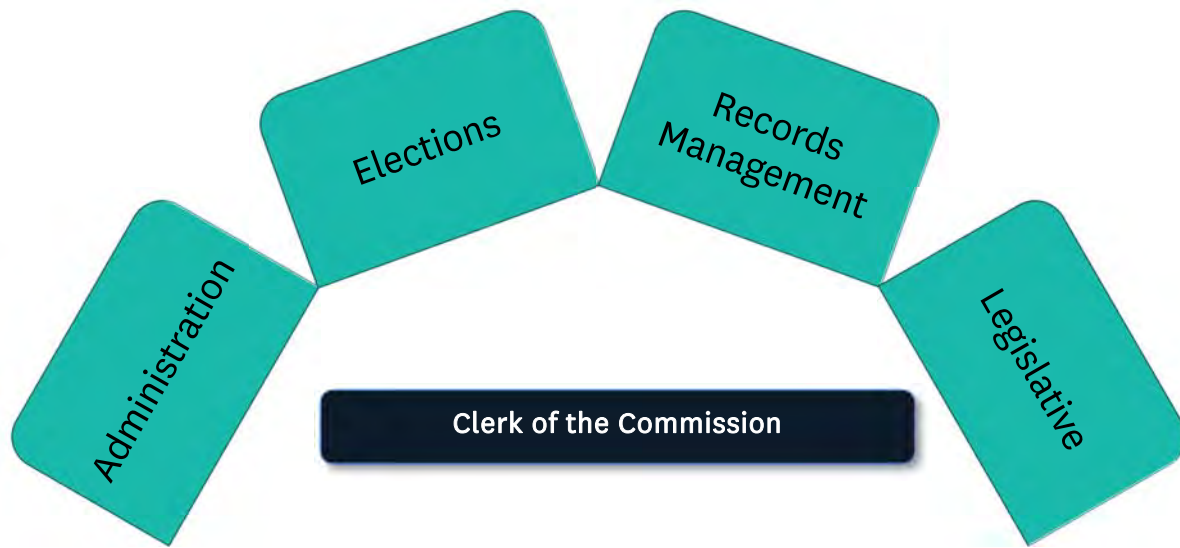 Administration
Elections
Records
Management
Legislative
Clerk of the Commission